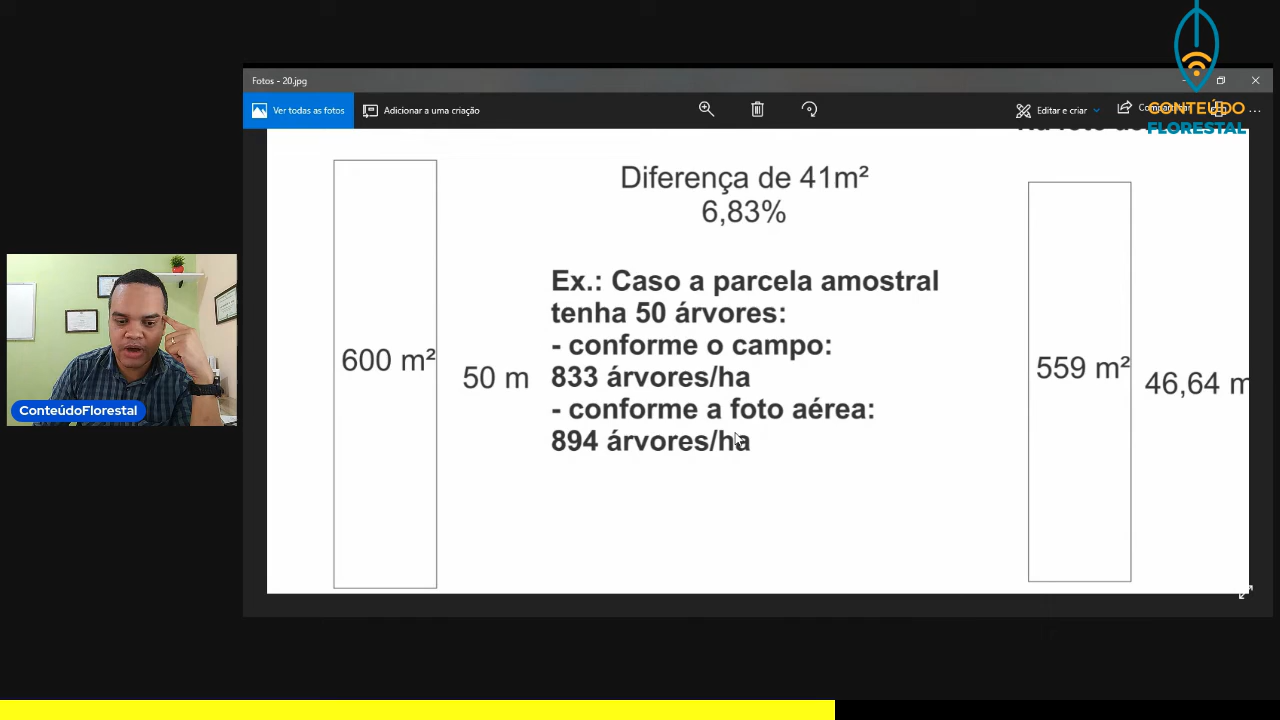 Fotos - 20.jpg
Ver todas as fotos
Adicionar a uma criação
Editar e criar
CONTEÚDO
FLORESTAL
Diferença de 41m²
6,83%
Ex.: Caso a parcela amostral
tenha 50 árvores:
- conforme o campo:
833 árvores/ha
- conforme a foto aérea:
894 árvores/ha
600 m²
50 m
559 m²
46,64 m
ConteúdoFlorestal